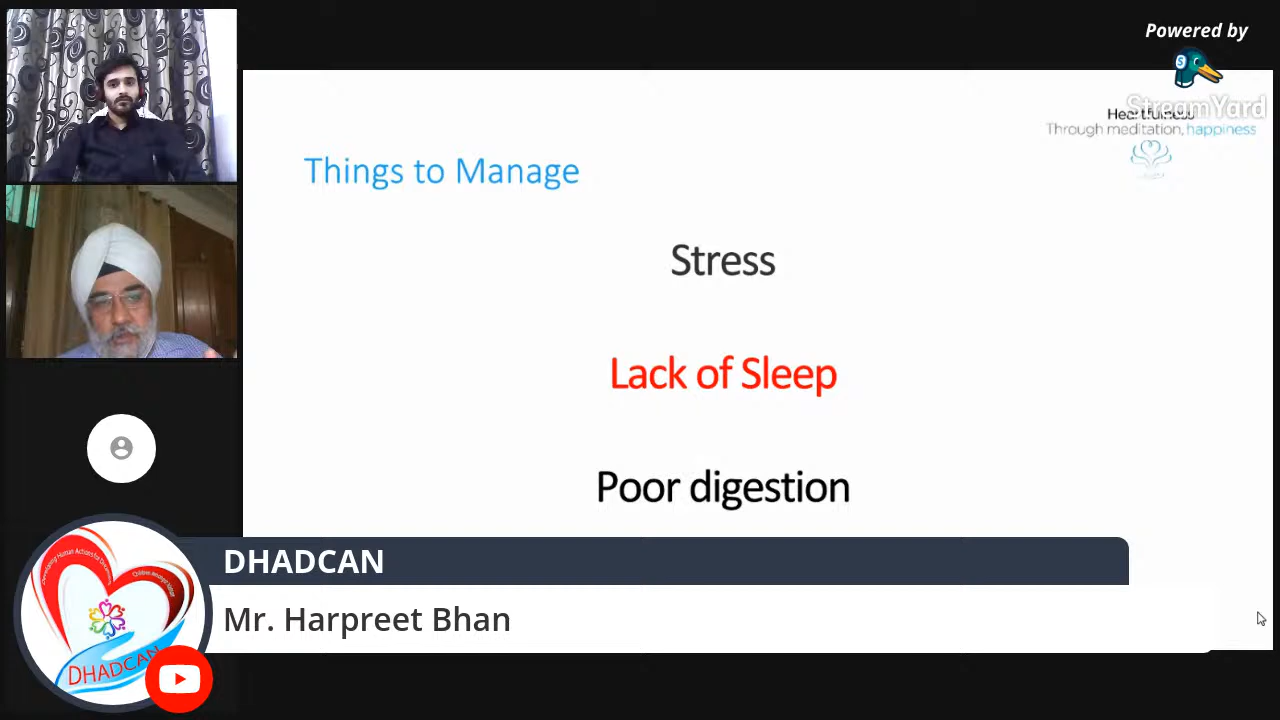 Powered by
StreamYard
Heartfulness
Through meditation, happiness
Things to Manage
Stress
Lack of Sleep
Poor digestion
DHADCAN
Mr. Harpreet Bhan
DHADCAN